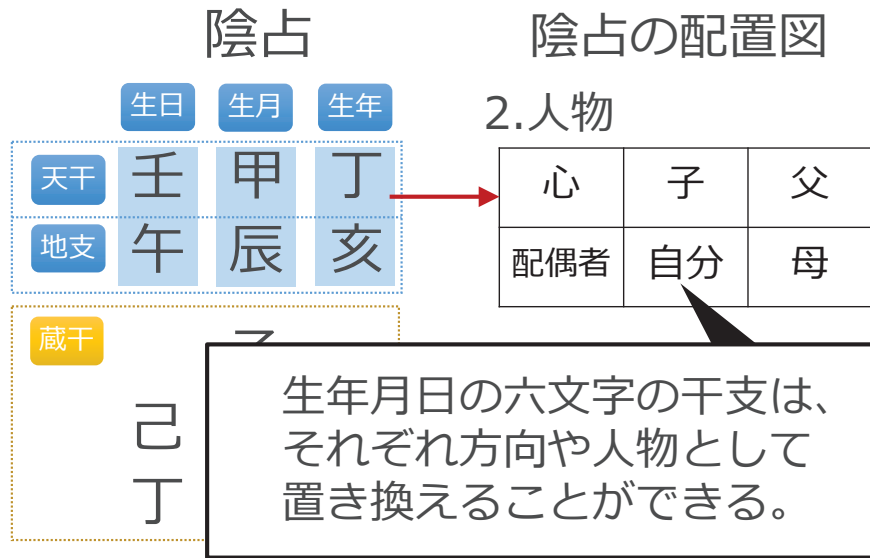 陰占
陰占の配置図
生日 生月 生年
天干 壬 甲 丁
地支 午 辰 亥
2.人物
心 子 父
配偶者 自分 母
蔵干
己
丁
生年月日の六文字の干支は、
それぞれ方向や人物として
置き換えることができる。